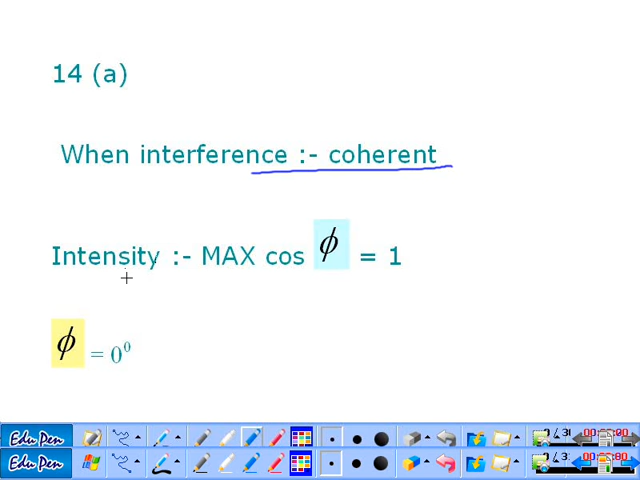 14 (a)
When interference :- coherent
Intensity :- MAX cos ϕ = 1
ϕ = 0⁰
Edu Pen
Edu Pen